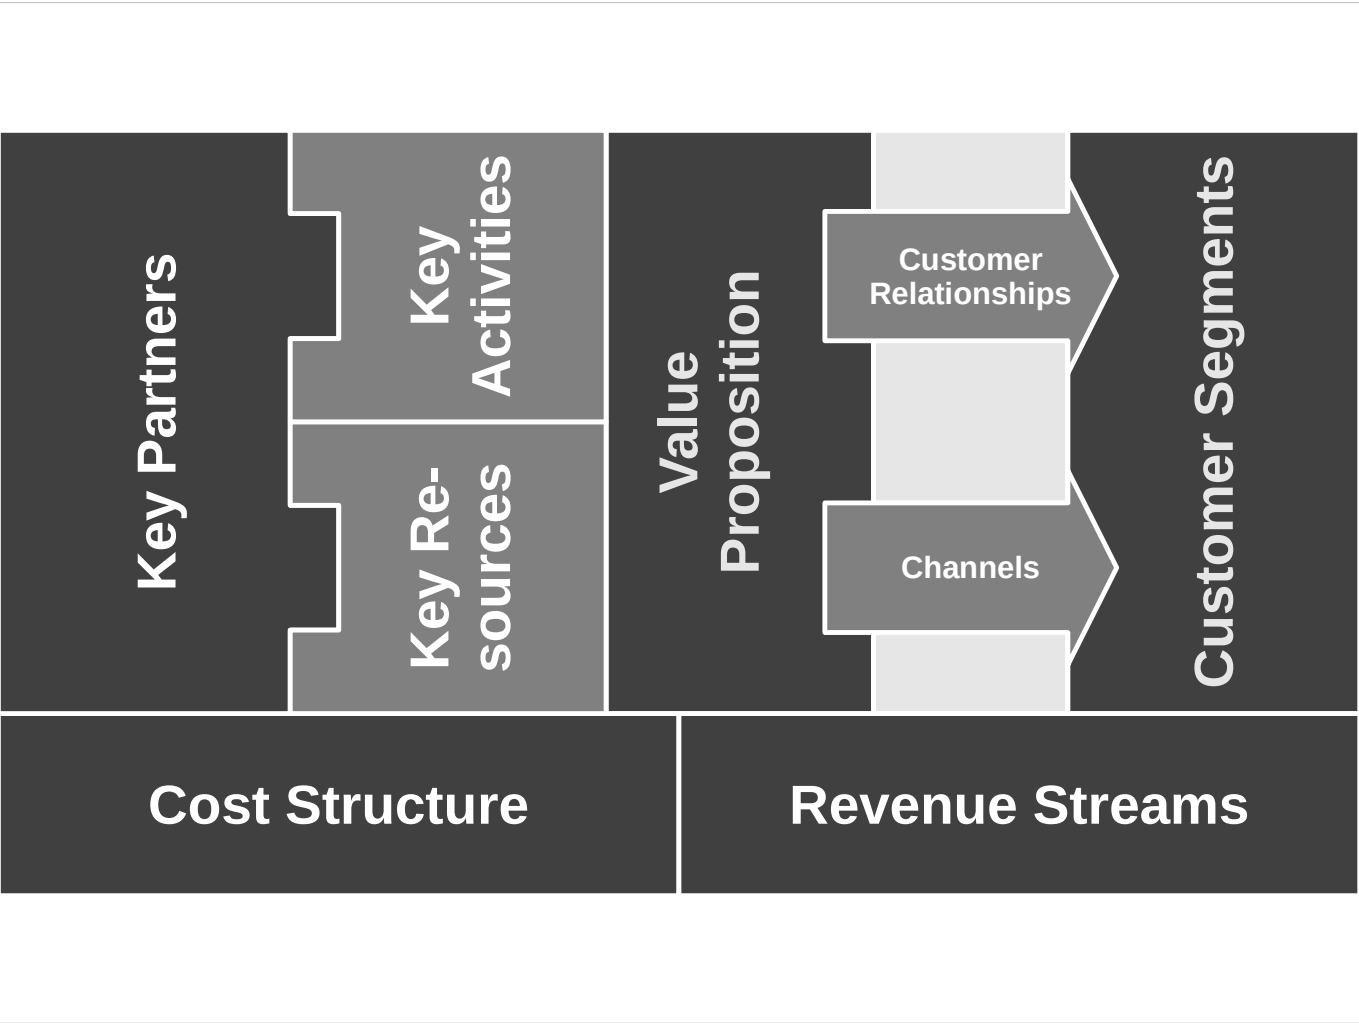 Key Partners
Key
Activities
Key Re-
sources
Value
Proposition
Customer
Relationships
Channels
Customer Segments
Cost Structure
Revenue Streams